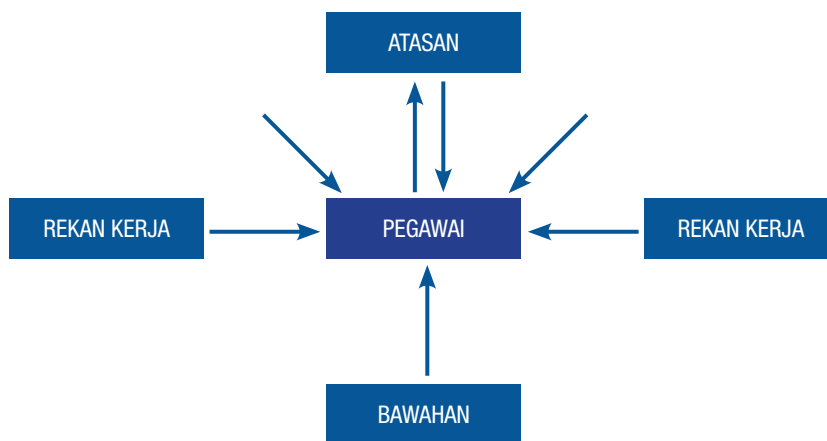 ATASAN
REKAN KERJA
PEGAWAI
REKAN KERJA
BAWAHAN